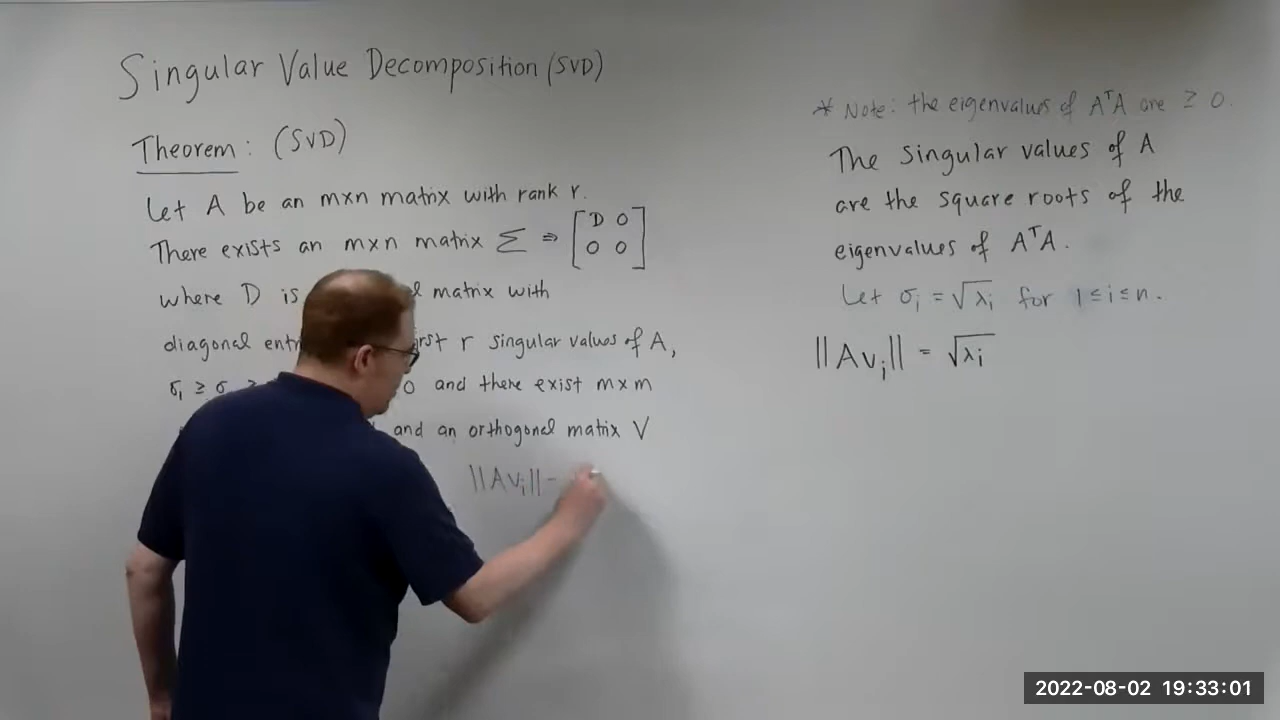 Singular Value Decomposition (SVD)
Theorem: (SVD)
Let A be an m×n matrix with rank r.
There exists an m×n matrix Σ ⇒ [D 0
0 0]
where D is matrix with
diagonal r singular values of A,
σ₁ ≥ 0 and there exist m×m
and an orthogonal matrix V
||Avᵢ|| =
* Note: the eigenvalues of AᵀA are ≥ 0.
The singular values of A
are the square roots of the
eigenvalues of AᵀA.
Let σᵢ = √λᵢ for 1 ≤ i ≤ n.
||Avᵢ|| = √λᵢ
2022-08-02 19:33:01